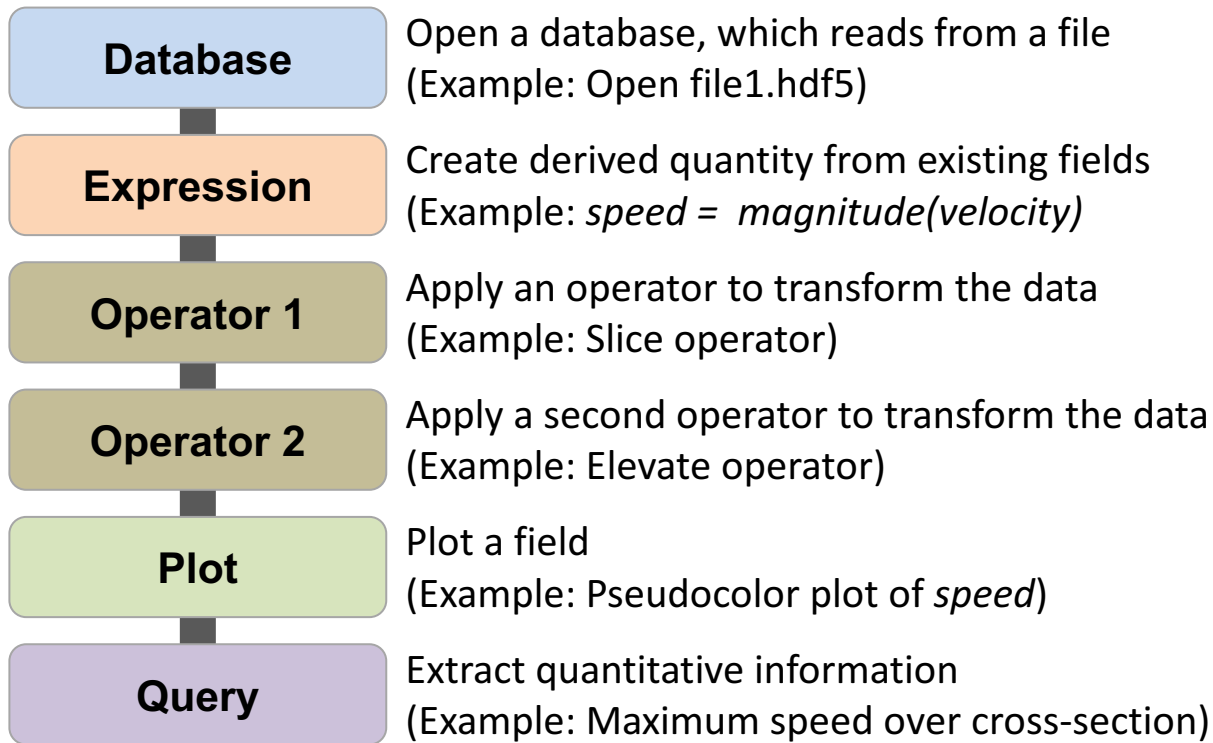 Database
Open a database, which reads from a file
(Example: Open file1.hdf5)
Expression
Create derived quantity from existing fields
(Example: speed = magnitude(velocity)
Operator 1
Apply an operator to transform the data
(Example: Slice operator)
Operator 2
Apply a second operator to transform the data
(Example: Elevate operator)
Plot
Plot a field
(Example: Pseudocolor plot of speed)
Query
Extract quantitative information
(Example: Maximum speed over cross-section)